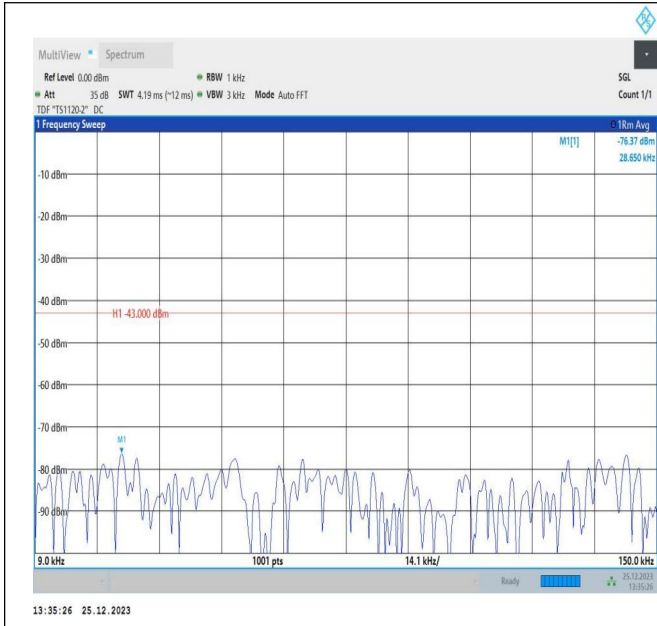 MultiView Spectrum
Ref Level 0.00 dBm RBW 1 kHz SGL
Att 35 dB SWT 4.19 ms (~12 ms) VBW 3 kHz Mode Auto FFT Count 1/1
TDF "TS1120-2" DC
1 Frequency Sweep 1Rm Avg
M1[1] -76.37 dBm
28.650 kHz
-10 dBm
-20 dBm
-30 dBm
-40 dBm
H1 -43.000 dBm
-50 dBm
-60 dBm
-70 dBm
M1
-80 dBm
-90 dBm
9.0 kHz 1001 pts 14.1 kHz/ 150.0 kHz
Ready 25.12.2023
13:35:26
13:35:26 25.12.2023